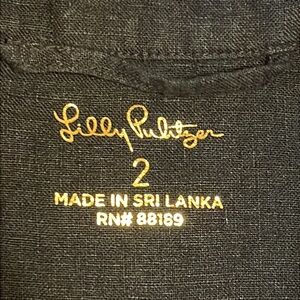 Lilly Pulitzer
2
MADE IN SRI LANKA
RN# 88189